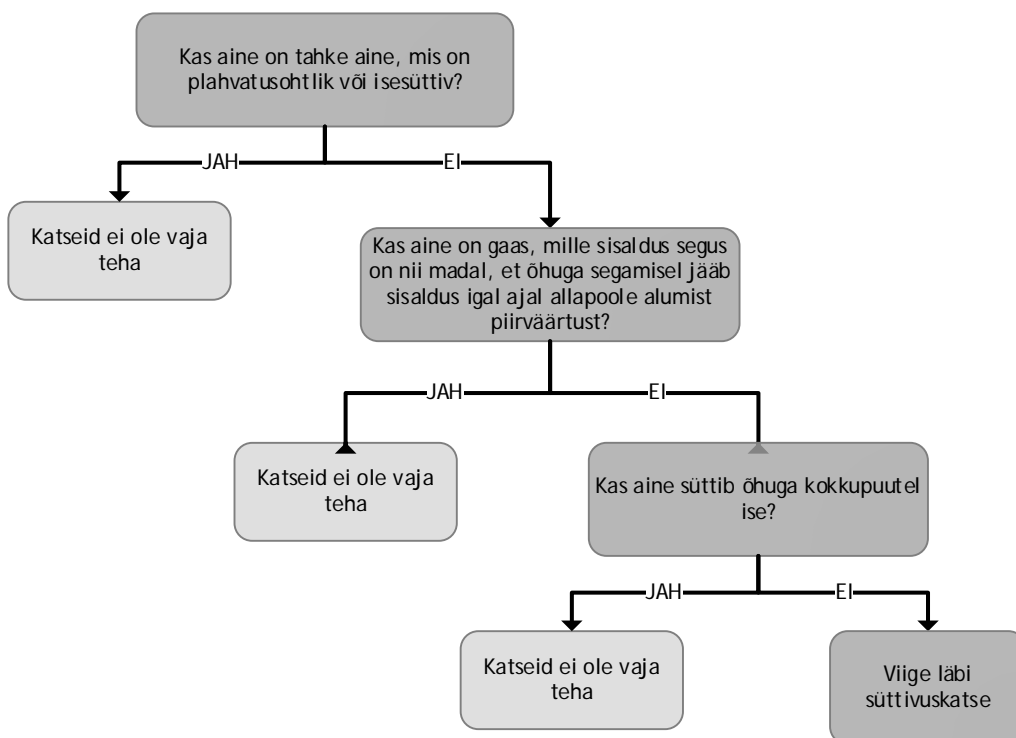 Kas aine on tahke aine, mis on
plahvatusohtlik või isesüttiv?
JAH
EI
Katseid ei ole vaja
teha
Kas aine on gaas, mille sisaldus segus
on nii madal, et õhuga segamisel jääb
sisaldus igal ajal allapoole alumist
piirväärtust?
JAH
EI
Katseid ei ole vaja
teha
Kas aine süttib õhuga kokkupuutel
ise?
JAH
EI
Katseid ei ole vaja
teha
Viige läbi
süttivuskatse